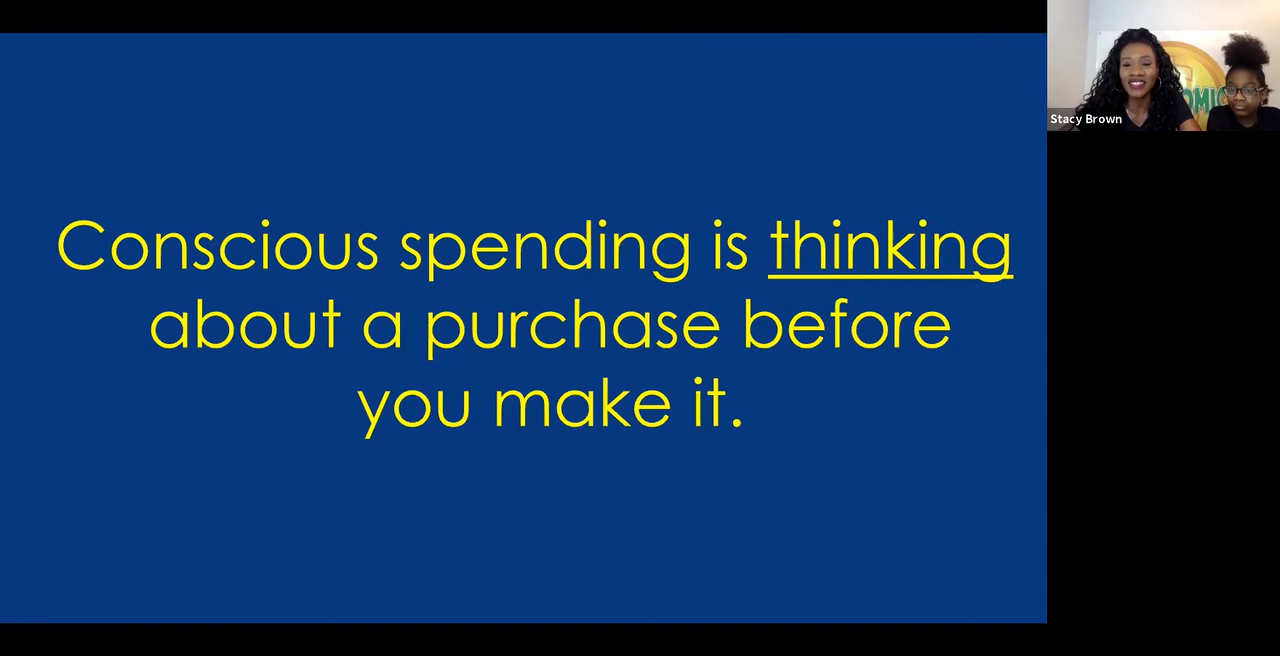 Conscious spending is thinking
about a purchase before
you make it.
Stacy Brown